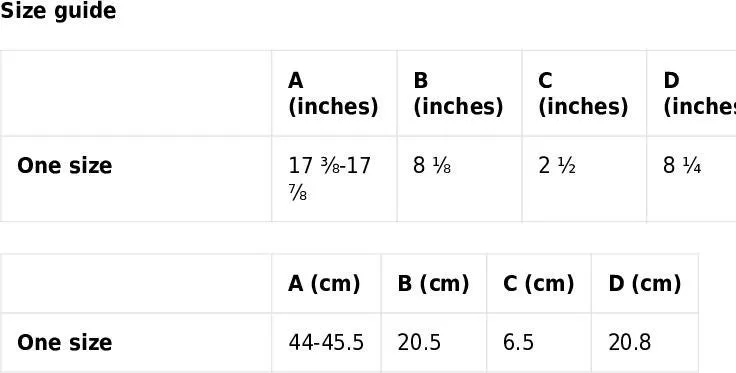 Size guide
A B C D
(inches) (inches) (inches) (inches
One size 17 ⅜-17 8 ⅛ 2 ½ 8 ¼
⅞
A (cm) B (cm) C (cm) D (cm)
One size 44-45.5 20.5 6.5 20.8